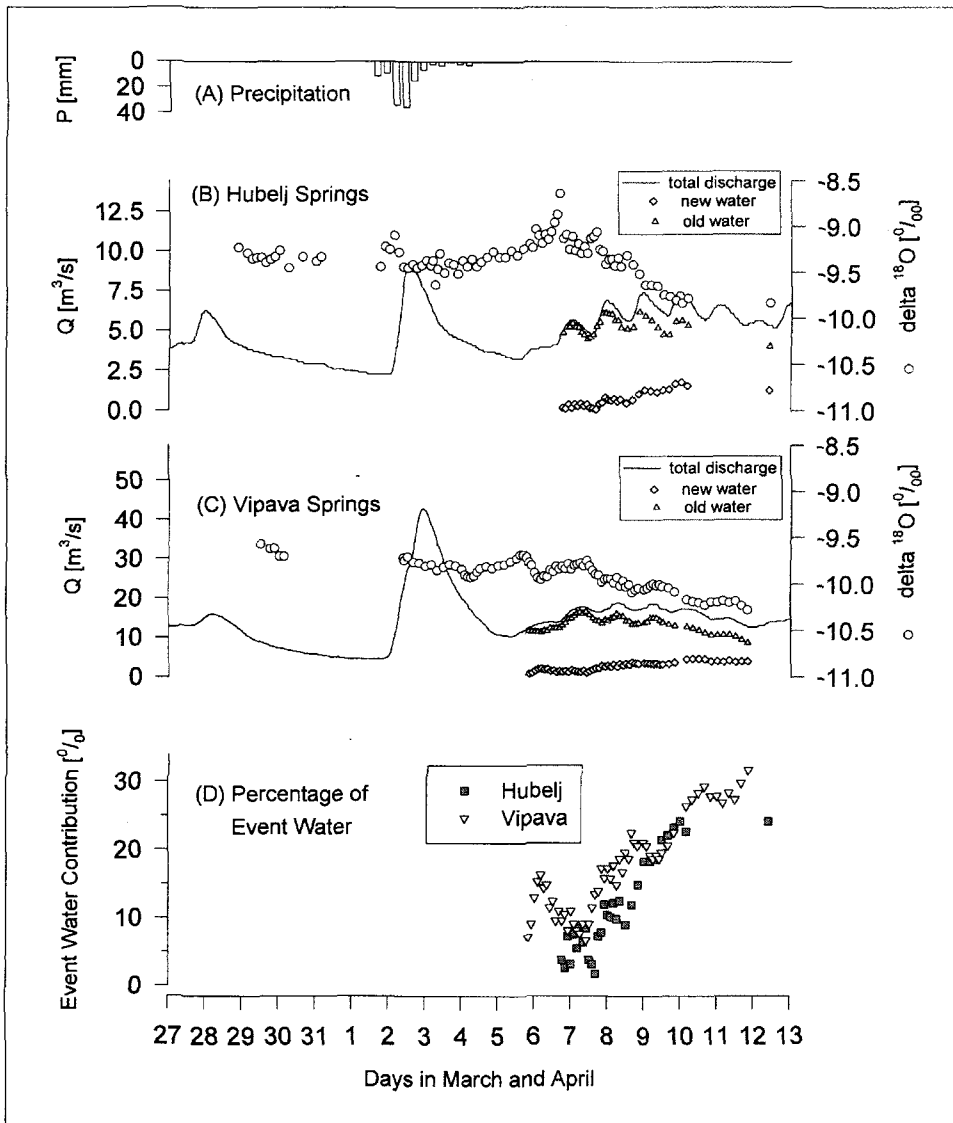 P [mm]
0
20
40
(A) Precipitation
(B) Hubelj Springs
Q [m³/s]
12.5
10.0
7.5
5.0
2.5
0.0
total discharge
new water
old water
-8.5
-9.0
-9.5
-10.0
-10.5
-11.0
delta ¹⁸O [⁰/₀₀]
(C) Vipava Springs
Q [m³/s]
50
40
30
20
10
0
total discharge
new water
old water
-8.5
-9.0
-9.5
-10.0
-10.5
-11.0
delta ¹⁸O [⁰/₀₀]
Event Water Contribution [⁰/₀]
30
20
10
0
(D) Percentage of
Event Water
Hubelj
Vipava
27 28 29 30 31 1 2 3 4 5 6 7 8 9 10 11 12 13
Days in March and April